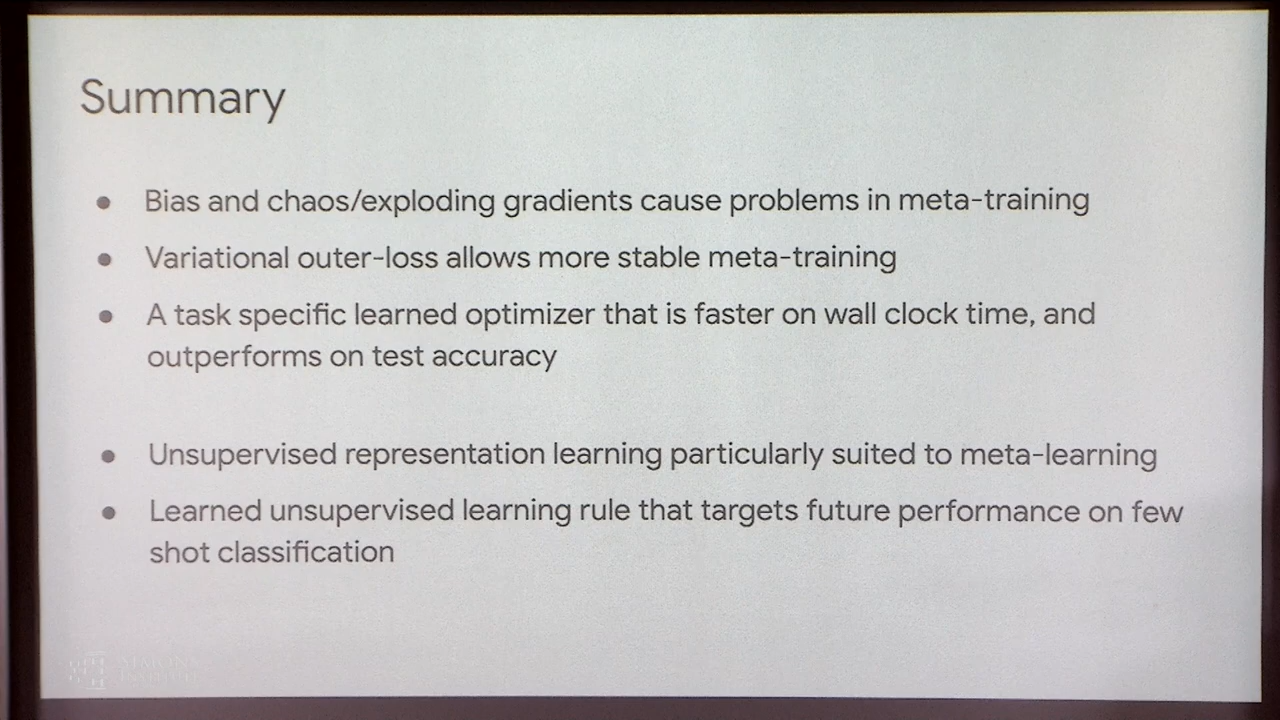 Summary
● Bias and chaos/exploding gradients cause problems in meta-training
● Variational outer-loss allows more stable meta-training
● A task specific learned optimizer that is faster on wall clock time, and
outperforms on test accuracy
● Unsupervised representation learning particularly suited to meta-learning
● Learned unsupervised learning rule that targets future performance on few
shot classification
SIMONS
INSTITUTE